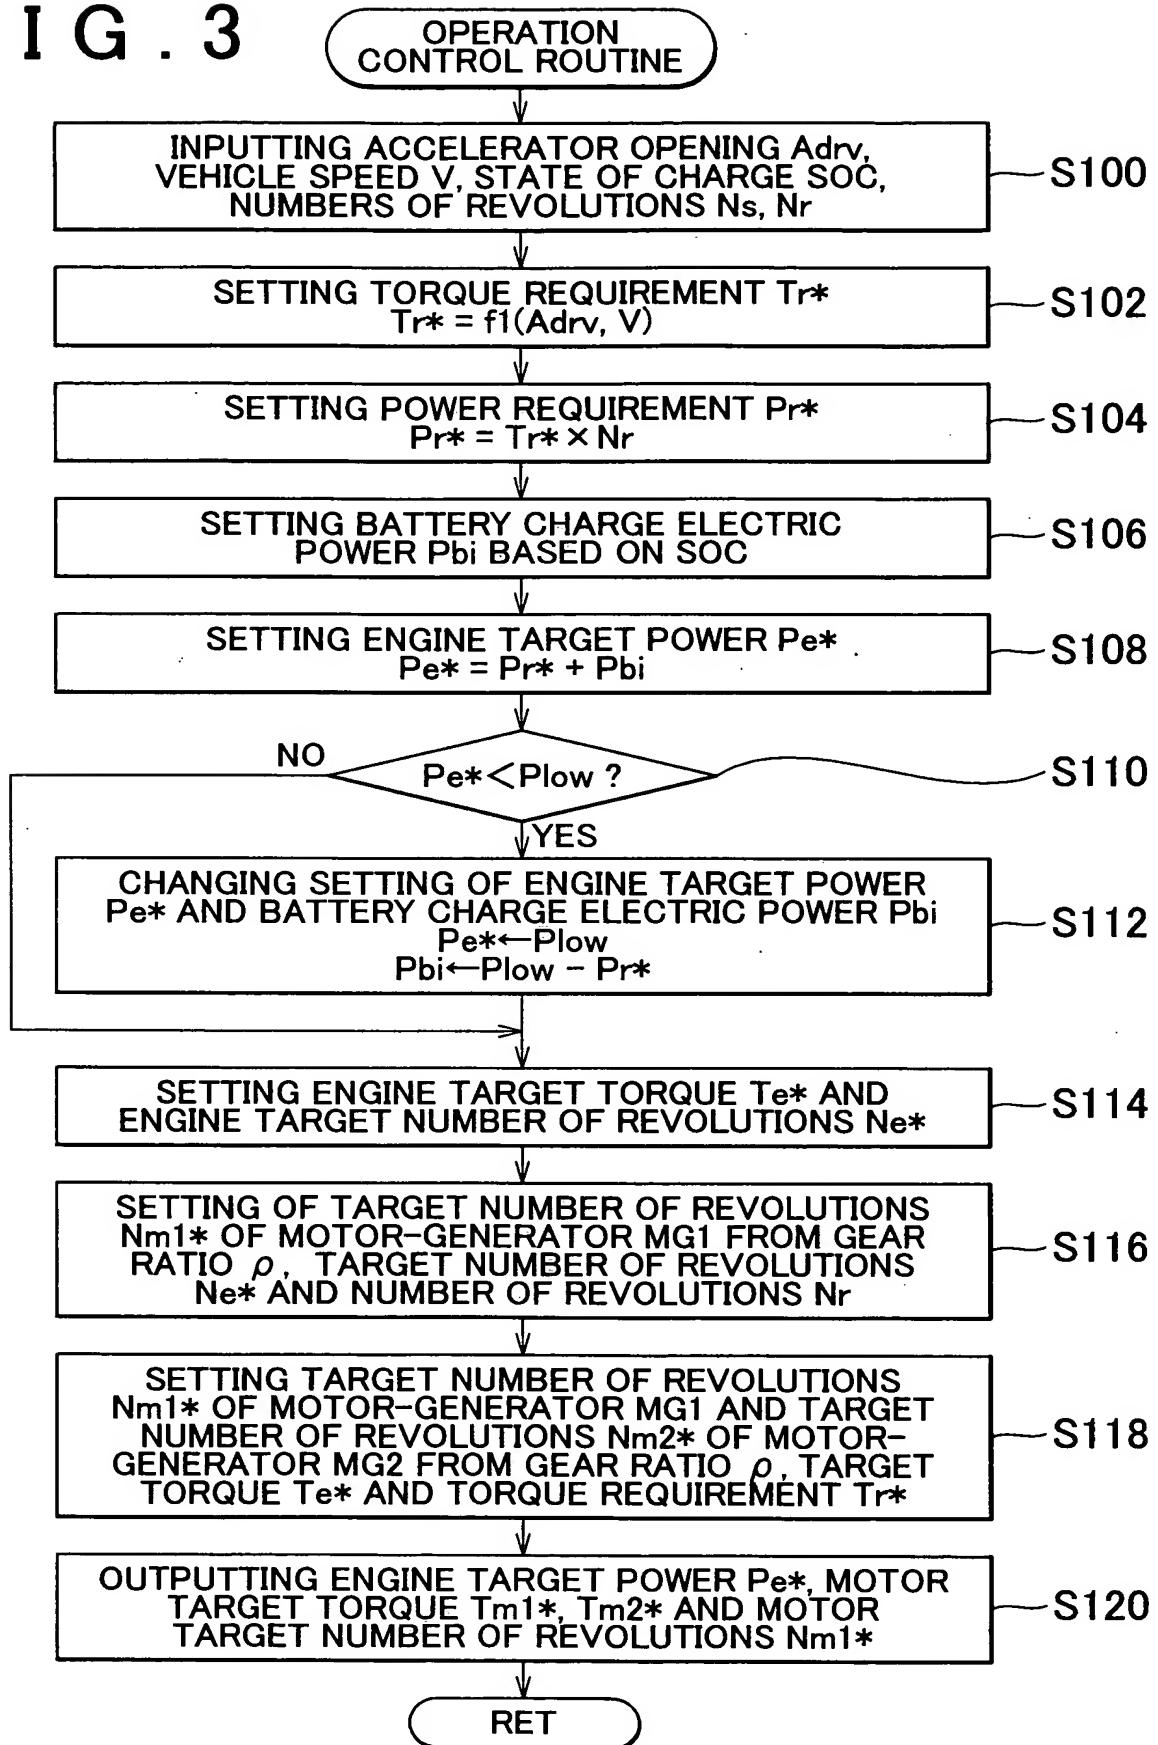 IG.3
OPERATION
CONTROL ROUTINE
INPUTTING ACCELERATOR OPENING Adrv,
VEHICLE SPEED V, STATE OF CHARGE SOC,
NUMBERS OF REVOLUTIONS Ns, Nr
S100
SETTING TORQUE REQUIREMENT Tr*
Tr* = f1(Adrv, V)
S102
SETTING POWER REQUIREMENT Pr*
Pr* = Tr* × Nr
S104
SETTING BATTERY CHARGE ELECTRIC
POWER Pbi BASED ON SOC
S106
SETTING ENGINE TARGET POWER Pe*
Pe* = Pr* + Pbi
S108
NO
Pe*<Plow ?
S110
YES
CHANGING SETTING OF ENGINE TARGET POWER
Pe* AND BATTERY CHARGE ELECTRIC POWER Pbi
Pe*←Plow
Pbi←Plow - Pr*
S112
SETTING ENGINE TARGET TORQUE Te* AND
ENGINE TARGET NUMBER OF REVOLUTIONS Ne*
S114
SETTING OF TARGET NUMBER OF REVOLUTIONS
Nm1* OF MOTOR-GENERATOR MG1 FROM GEAR
RATIO ρ, TARGET NUMBER OF REVOLUTIONS
Ne* AND NUMBER OF REVOLUTIONS Nr
S116
SETTING TARGET NUMBER OF REVOLUTIONS
Nm1* OF MOTOR-GENERATOR MG1 AND TARGET
NUMBER OF REVOLUTIONS Nm2* OF MOTOR-
GENERATOR MG2 FROM GEAR RATIO ρ, TARGET
TORQUE Te* AND TORQUE REQUIREMENT Tr*
S118
OUTPUTTING ENGINE TARGET POWER Pe*, MOTOR
TARGET TORQUE Tm1*, Tm2* AND MOTOR
TARGET NUMBER OF REVOLUTIONS Nm1*
S120
RET